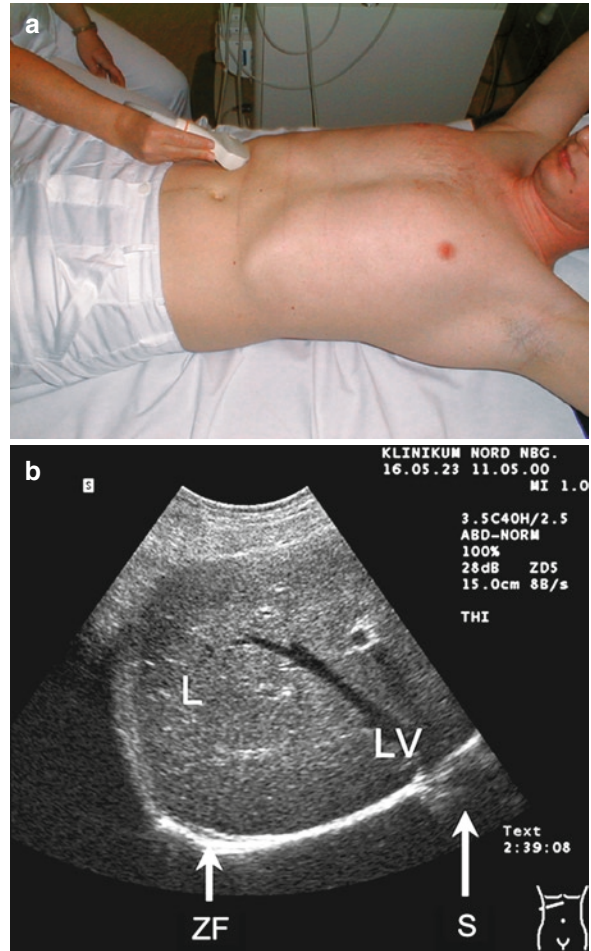 a
b
S
KLINIKUM NORD NBG.
16.05.23 11.05.00
MI 1.0
3.5C40H/2.5
ABD-NORM
100%
28dB ZD5
15.0cm 8B/s
THI
L
LV
Text
2:39:08
ZF
S